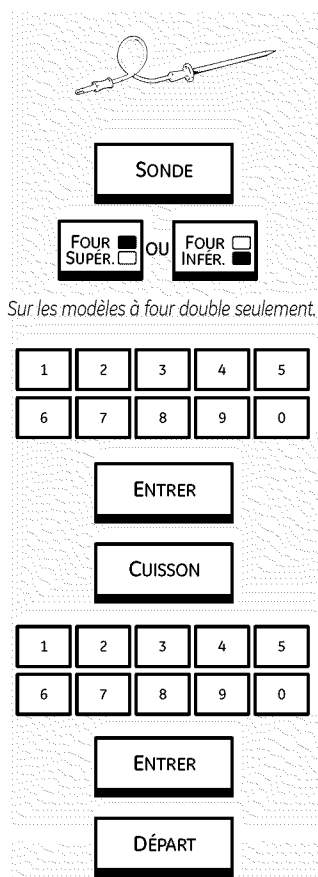 SONDE
FOUR SUPÉR. OU FOUR INFÉR.
Sur les modèles à four double seulement.
1 2 3 4 5
6 7 8 9 0
ENTRER
CUISSON
1 2 3 4 5
6 7 8 9 0
ENTRER
DÉPART